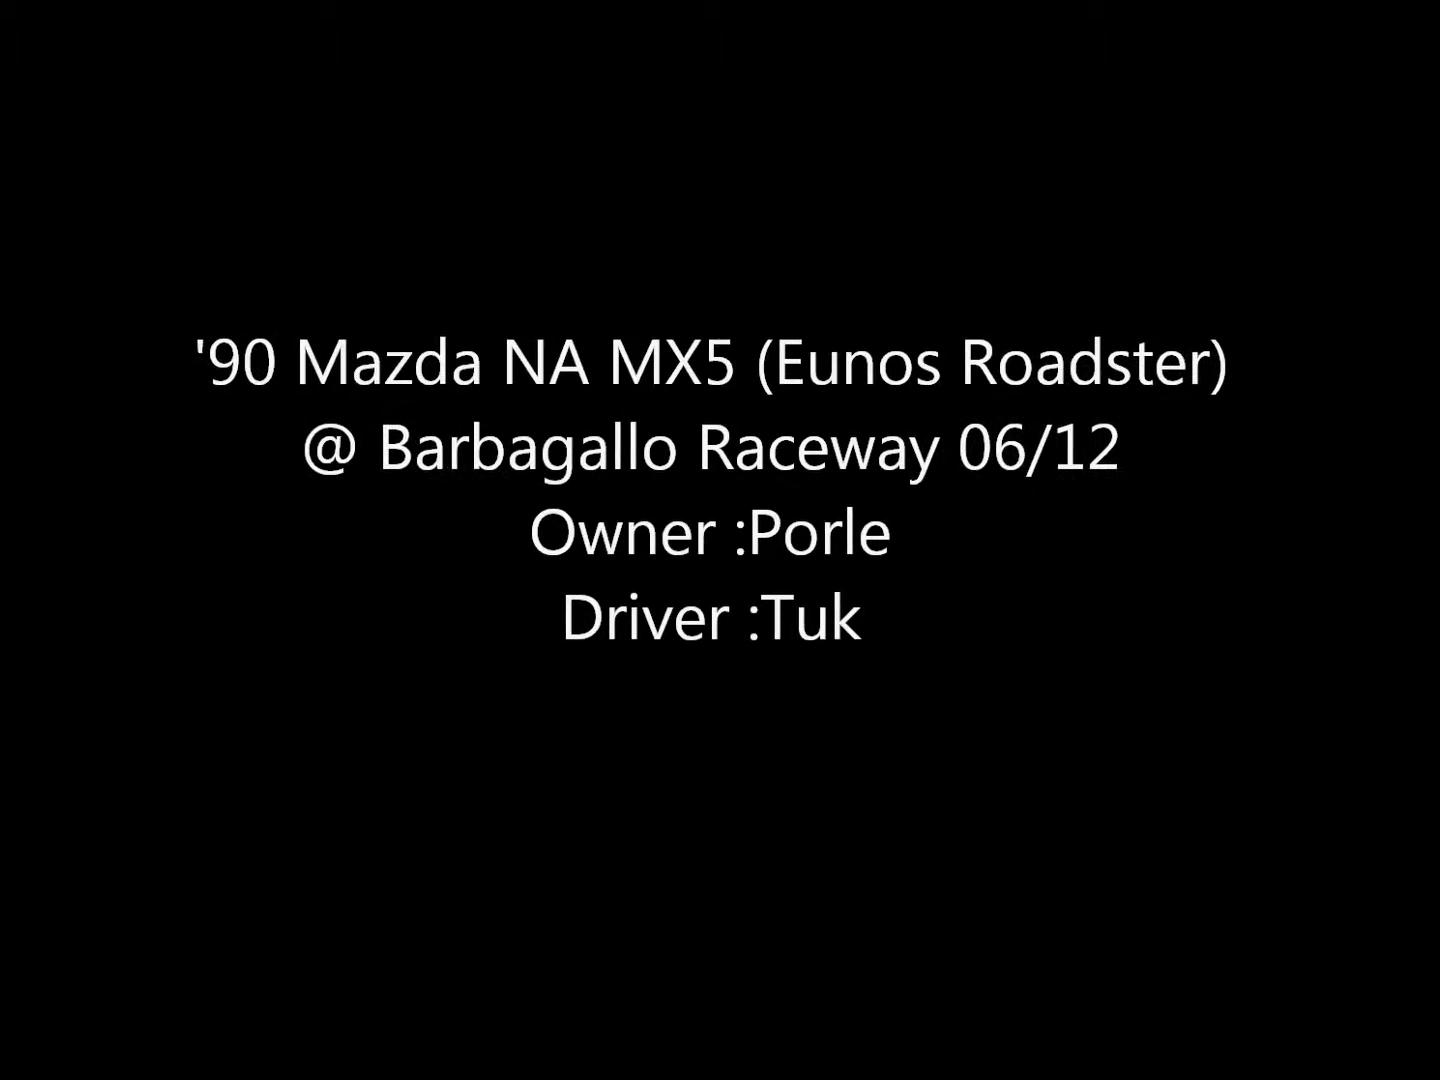 '90 Mazda NA MX5 (Eunos Roadster)
@ Barbagallo Raceway 06/12
Owner :Porle
Driver :Tuk